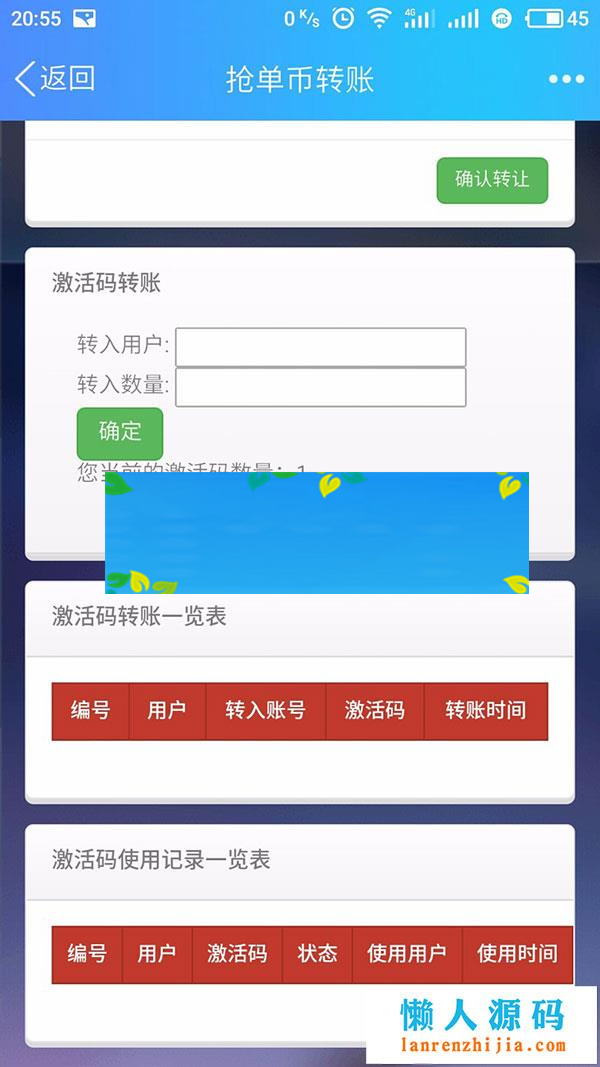 20:55 0 K/s 4G HD 45
返回 抢单币转账
确认转让
激活码转账
转入用户:
转入数量:
确定
您当前的激活码数量：1
激活码转账一览表
编号 用户 转入账号 激活码 转账时间
激活码使用记录一览表
编号 用户 激活码 状态 使用用户 使用时间
懒人源码
lanrenzhijia.com